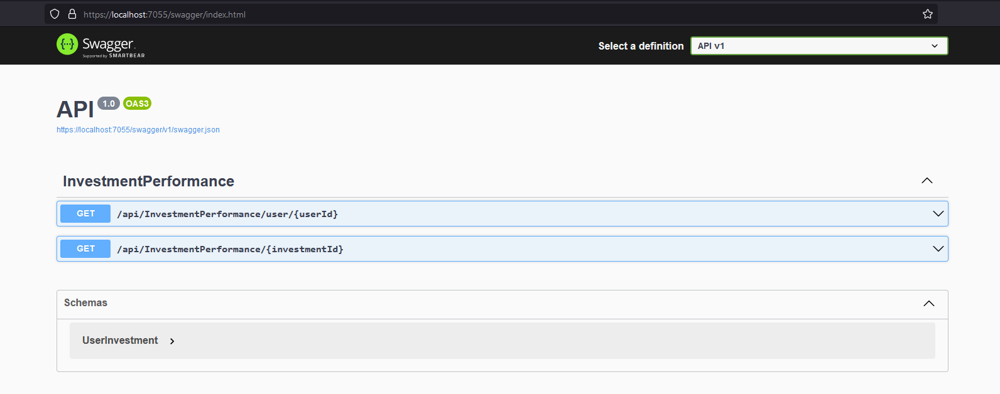 https://localhost:7055/swagger/index.html
{···} Swagger
Supported by SMARTBEAR
Select a definition
API v1
API 1.0 OAS3
https://localhost:7055/swagger/v1/swagger.json
InvestmentPerformance
GET /api/InvestmentPerformance/user/{userId}
GET /api/InvestmentPerformance/{investmentId}
Schemas
UserInvestment